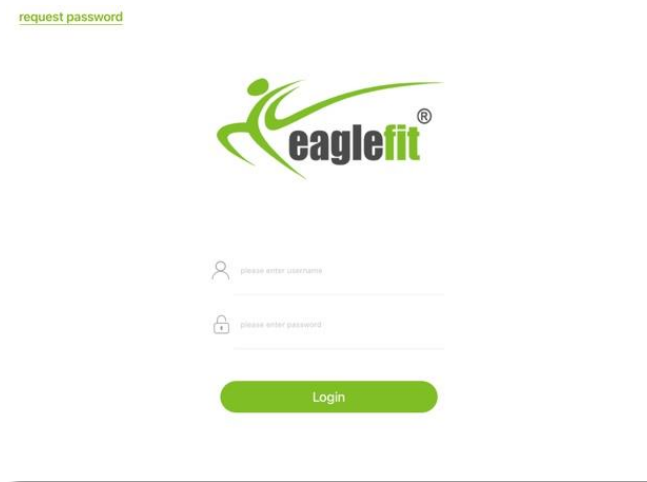 request password
eaglefit®
please enter username
please enter password
Login